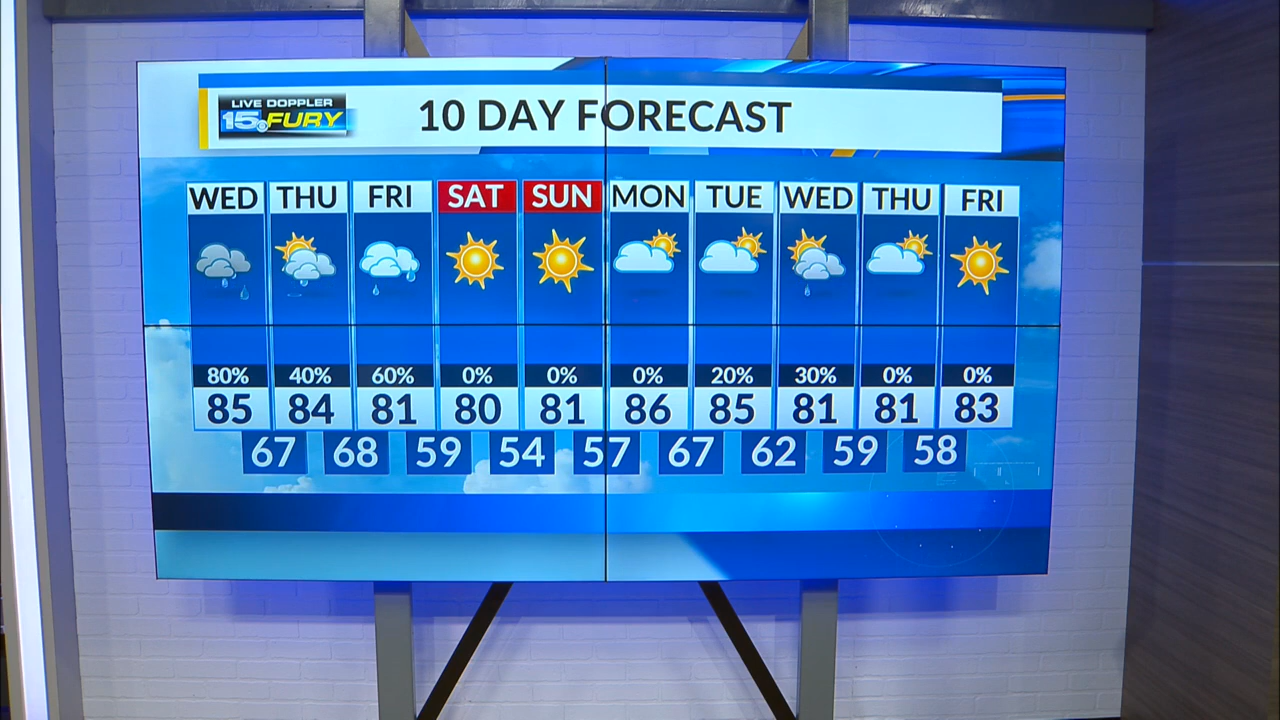 LIVE DOPPLER
15 FURY
10 DAY FORECAST
WED THU FRI SAT SUN MON TUE WED THU FRI
80% 40% 60% 0% 0% 0% 20% 30% 0% 0%
85 84 81 80 81 86 85 81 81 83
67 68 59 54 57 67 62 59 58